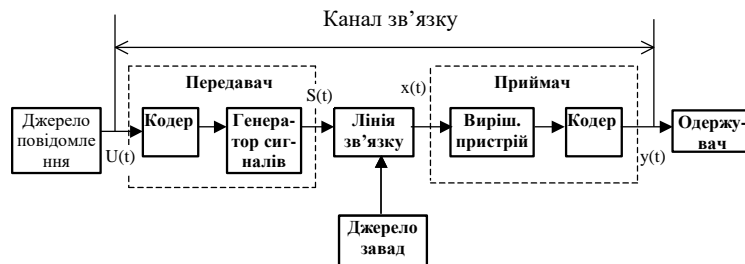 Канал зв’язку
Передавач
Приймач
S(t)
x(t)
Джерело
повідомле
ння
U(t)
Кодер
Генера-
тор сиг-
налів
Лінія
зв’язку
Виріш.
пристрій
Кодер
y(t)
Одержу-
вач
Джерело
завад